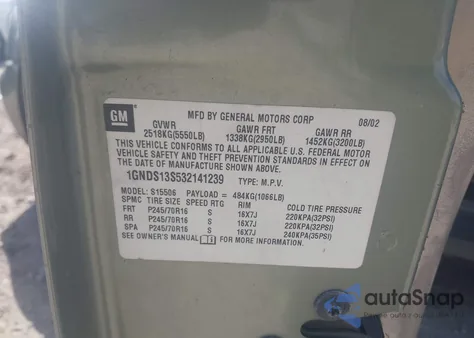 GM
MFD BY GENERAL MOTORS CORP 08/02
GVWR GAWR FRT GAWR RR
2518KG(5550LB) 1338KG(2950LB) 1452KG(3200LB)
THIS VEHICLE CONFORMS TO ALL APPLICABLE U.S. FEDERAL MOTOR
VEHICLE SAFETY AND THEFT PREVENTION STANDARDS IN EFFECT ON
THE DATE OF MANUFACTURE SHOWN ABOVE.
1GNDS13S532141239 TYPE: M.P.V.
MODEL: S15506 PAYLOAD = 484KG(1066LB)
SPMC TIRE SIZE SPEED RTG RIM COLD TIRE PRESSURE
FRT P245/70R16 S 16X7J 220KPA(32PSI)
RR P245/70R16 S 16X7J 220KPA(32PSI)
SPA P245/70R16 S 16X7J 240KPA(35PSI)
SEE OWNER'S MANUAL FOR MORE INFORMATION.
autoSnap